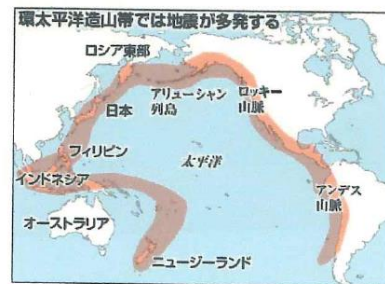 環太平洋造山帯では地震が多発する
ロシア東部
アリューシャン
列島
ロッキー
山脈
日本
フィリピン
太平洋
インドネシア
アンデス
山脈
オーストラリア
ニュージーランド